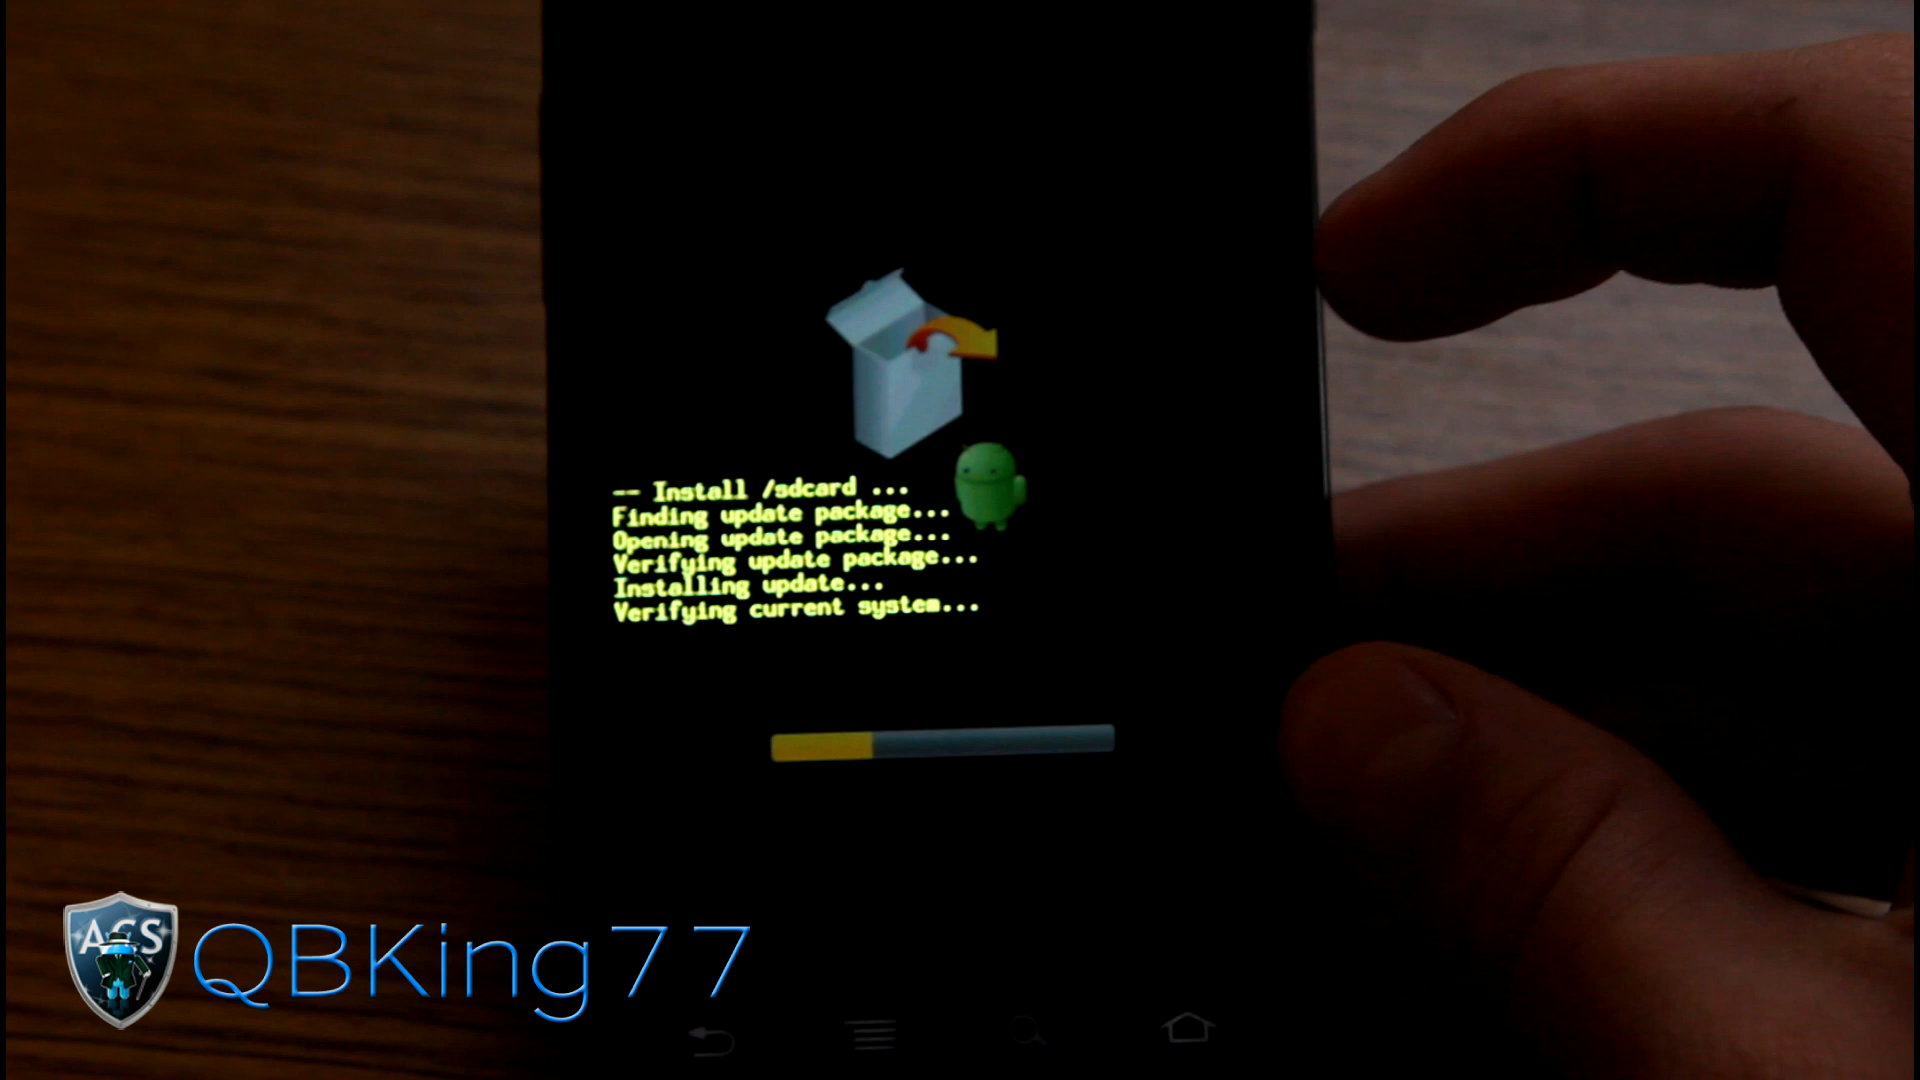 -- Install /sdcard ...
Finding update package...
Opening update package...
Verifying update package...
Installing update...
Verifying current system...
ACS
QBKing77